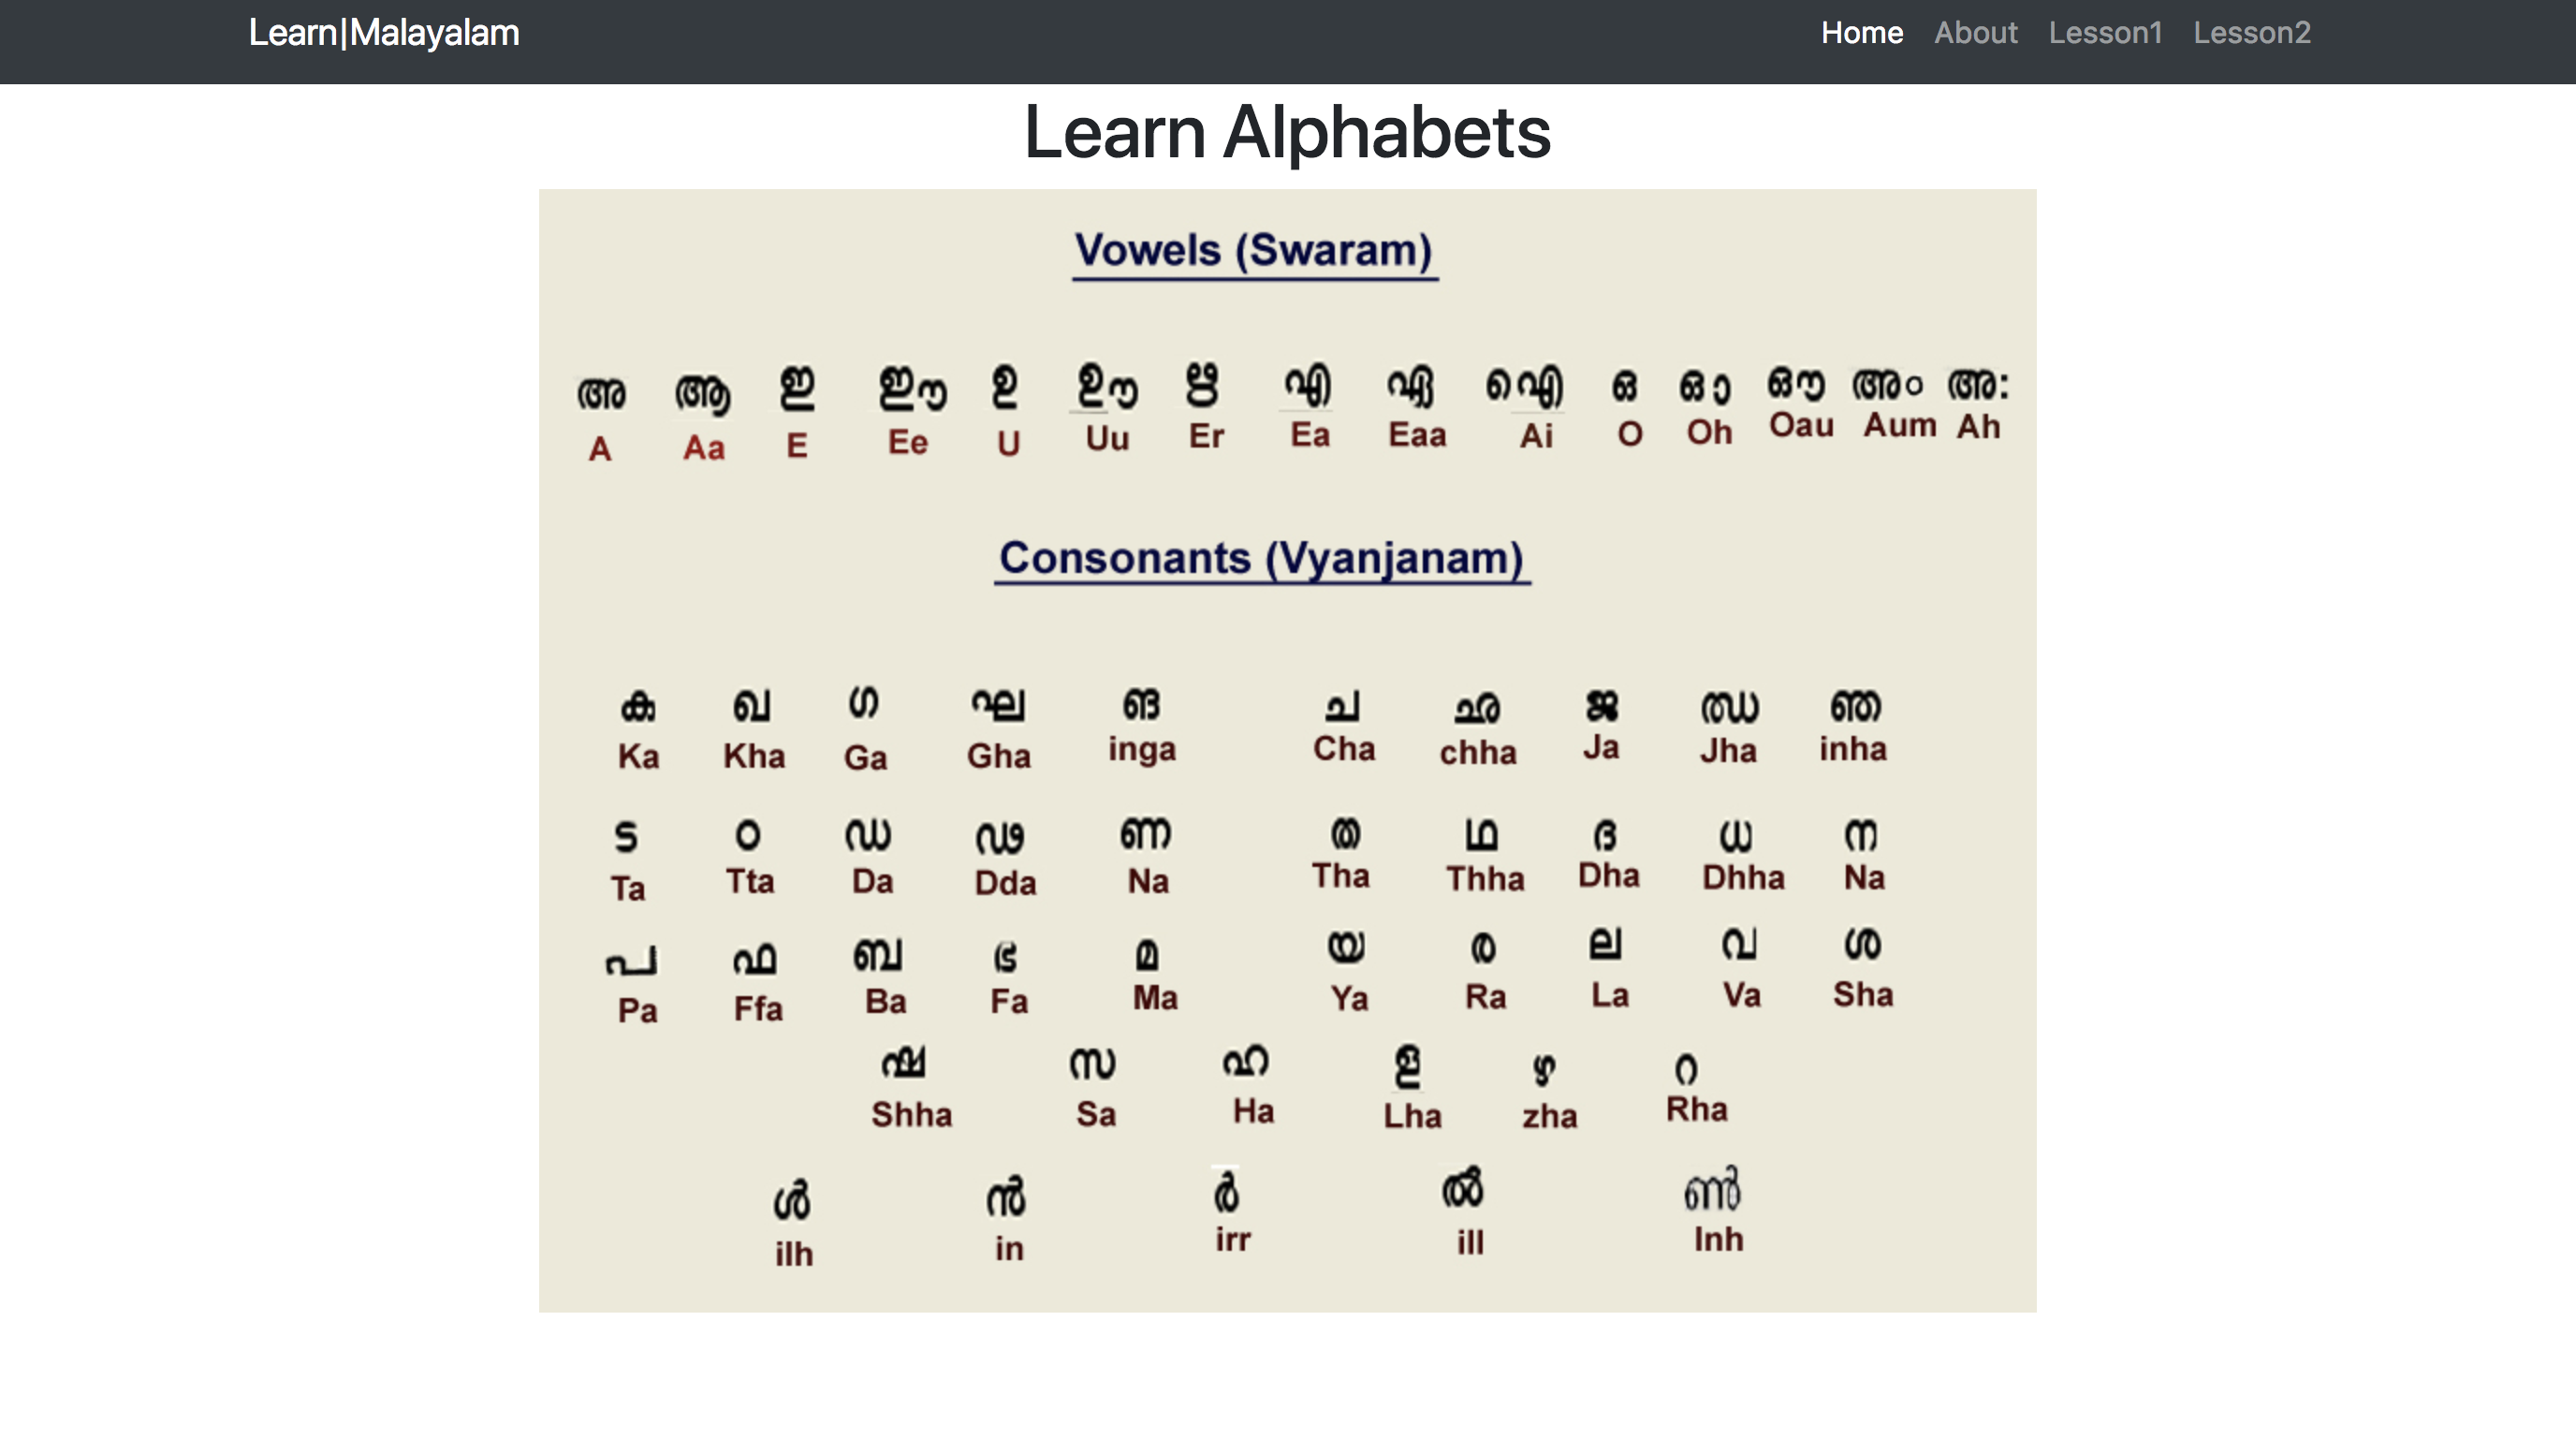 Learn|Malayalam Home About Lesson1 Lesson2
Learn Alphabets
Vowels (Swaram)
അ ആ ഇ ഈ ഉ ഊ ഋ എ ഏ ഐ ഒ ഓ ഔ അം അഃ
A Aa E Ee U Uu Er Ea Eaa Ai O Oh Oau Aum Ah
Consonants (Vyanjanam)
ക ഖ ഗ ഘ ങ ച ഛ ജ ഝ ഞ
Ka Kha Ga Gha inga Cha chha Ja Jha inha
ട ഠ ഡ ഢ ണ ത ഥ ദ ധ ന
Ta Tta Da Dda Na Tha Thha Dha Dhha Na
പ ഫ ബ ഭ മ യ ര ല വ ശ
Pa Ffa Ba Fa Ma Ya Ra La Va Sha
ഷ സ ഹ ള ഴ റ
Shha Sa Ha Lha zha Rha
ൾ ൻ ർ ൽ ൺ
ilh in irr ill Inh